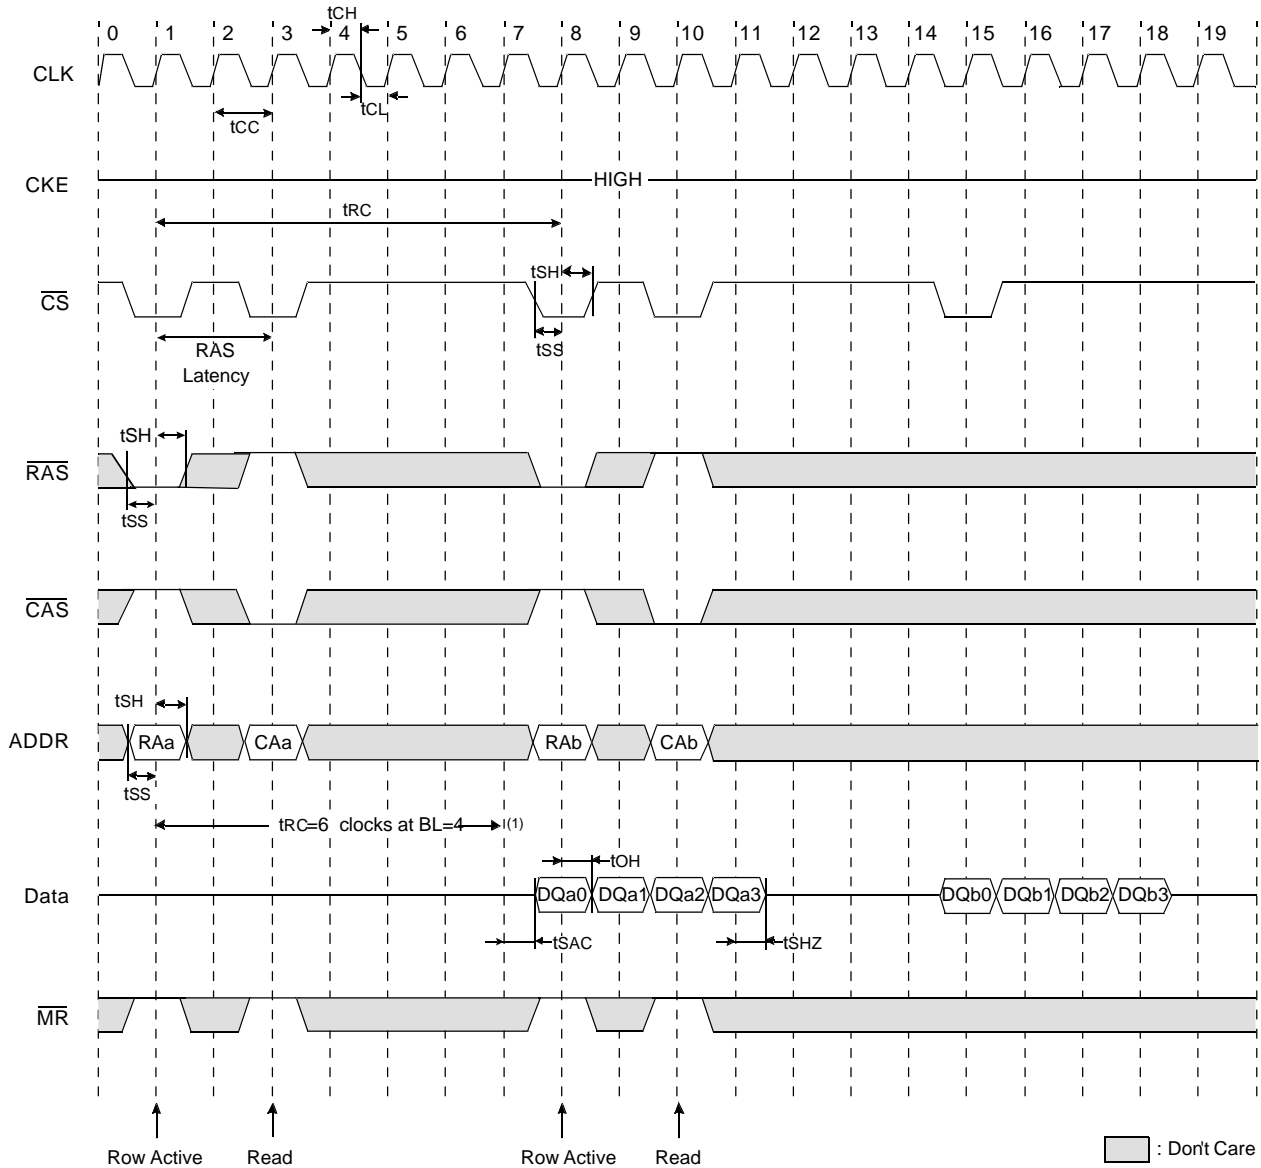 tCH
0 1 2 3 4 5 6 7 8 9 10 11 12 13 14 15 16 17 18 19
CLK
tCL
tCC
CKE
HIGH
tRC
tSH
CS
tSS
RAS
Latency
tSH
RAS
tSS
CAS
tSH
ADDR RAa CAa RAb CAb
tSS
tRC=6 clocks at BL=4 (1)
tOH
Data DQa0 DQa1 DQa2 DQa3 DQb0 DQb1 DQb2 DQb3
tSAC tSHZ
MR
Row Active Read Row Active Read
: Don't Care